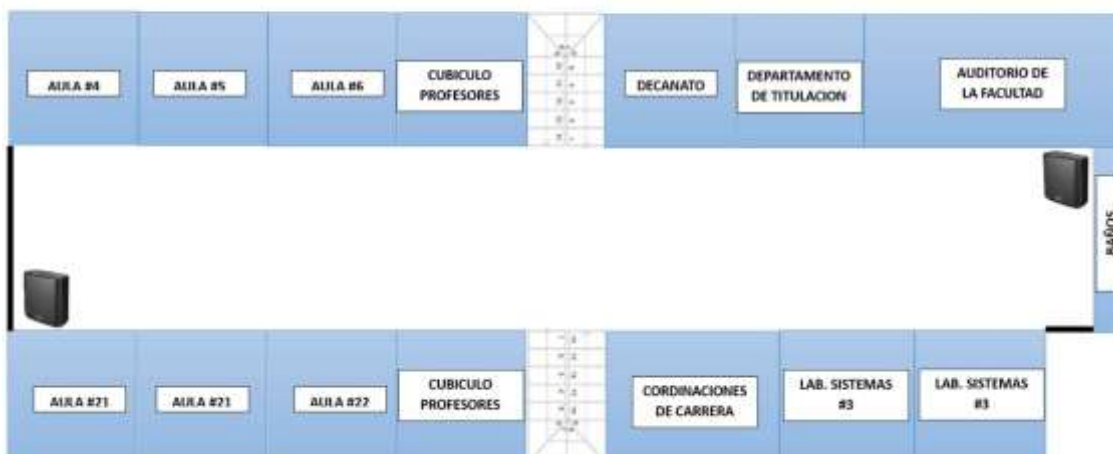 AULA #4
AULA #5
AULA #6
CUBICULO
PROFESORES
DECANATO
DEPARTAMENTO
DE TITULACION
AUDITORIO DE
LA FACULTAD
BAÑOS
AULA #21
AULA #21
AULA #22
CUBICULO
PROFESORES
CORDINACIONES
DE CARRERA
LAB. SISTEMAS
#3
LAB. SISTEMAS
#3